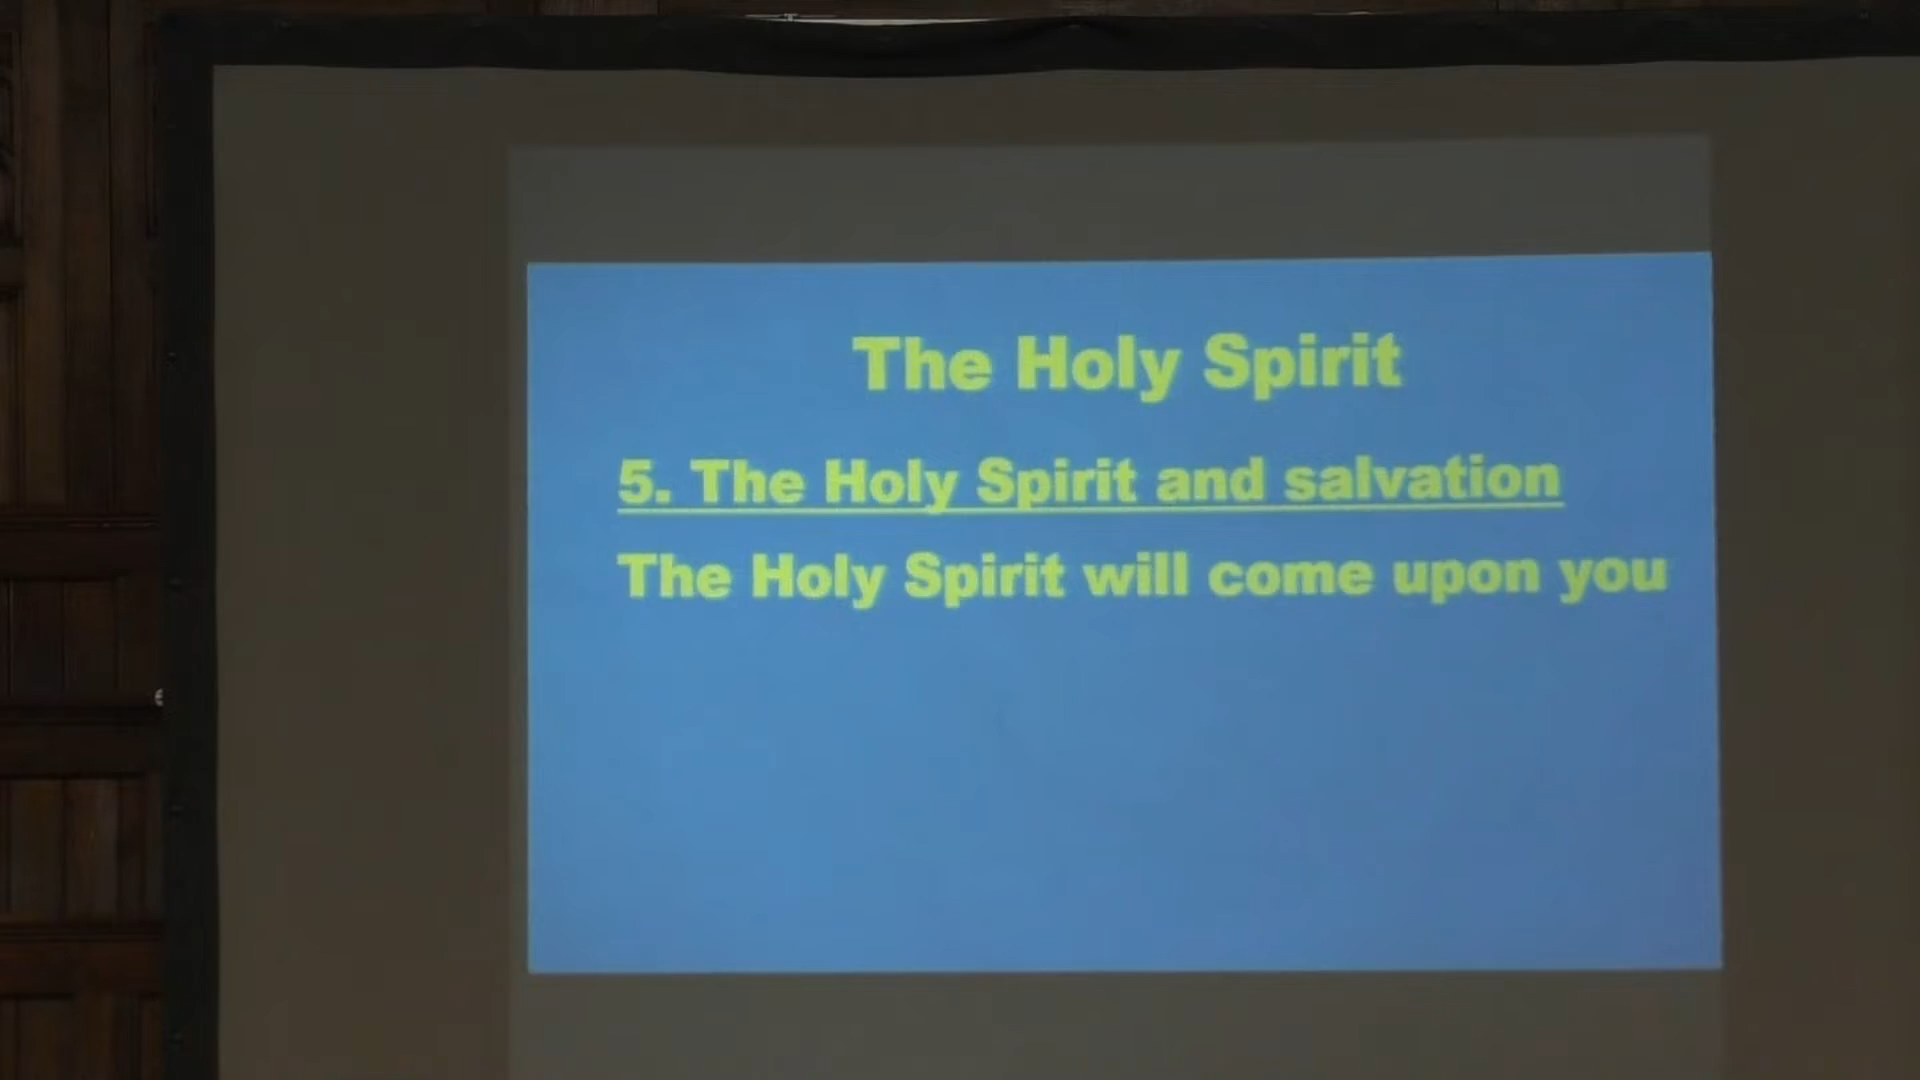 The Holy Spirit
5. The Holy Spirit and salvation
The Holy Spirit will come upon you